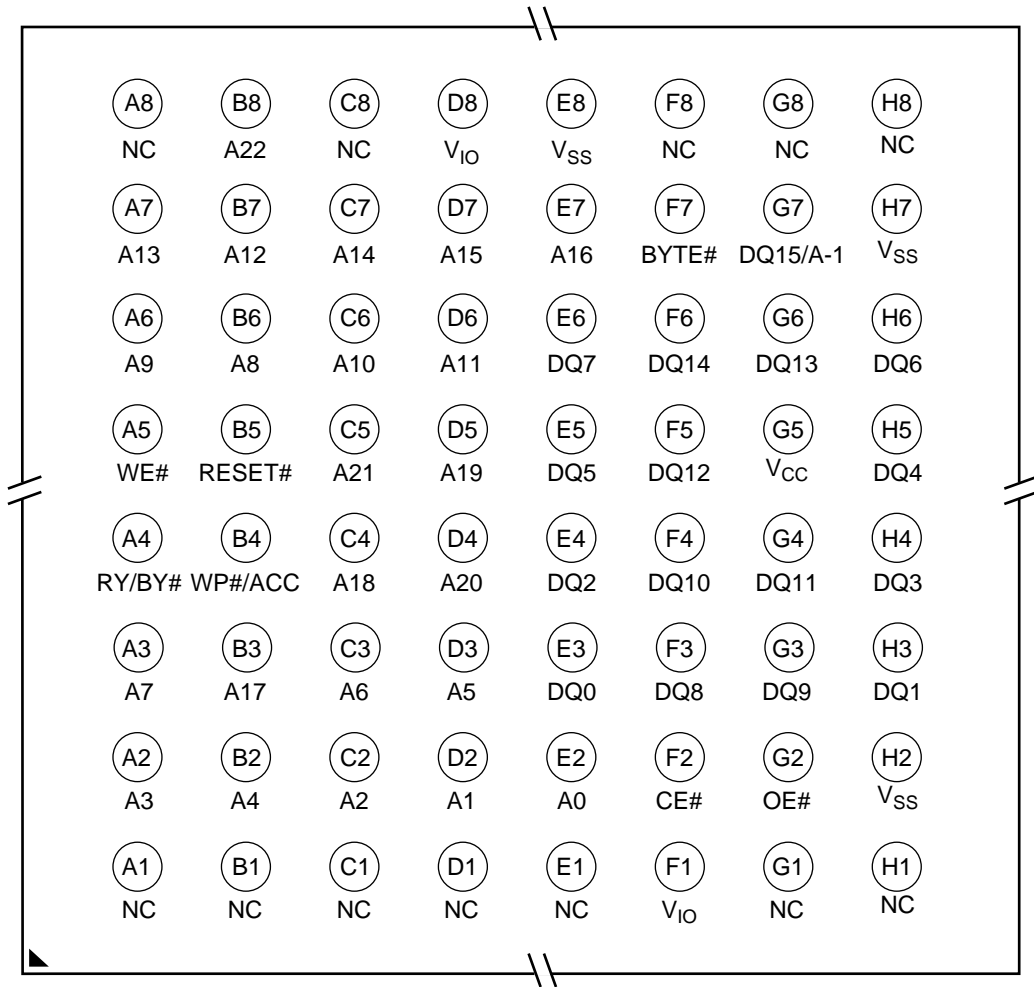 A8 B8 C8 D8 E8 F8 G8 H8
NC A22 NC VIO VSS NC NC NC
A7 B7 C7 D7 E7 F7 G7 H7
A13 A12 A14 A15 A16 BYTE# DQ15/A-1 VSS
A6 B6 C6 D6 E6 F6 G6 H6
A9 A8 A10 A11 DQ7 DQ14 DQ13 DQ6
A5 B5 C5 D5 E5 F5 G5 H5
WE# RESET# A21 A19 DQ5 DQ12 VCC DQ4
A4 B4 C4 D4 E4 F4 G4 H4
RY/BY# WP#/ACC A18 A20 DQ2 DQ10 DQ11 DQ3
A3 B3 C3 D3 E3 F3 G3 H3
A7 A17 A6 A5 DQ0 DQ8 DQ9 DQ1
A2 B2 C2 D2 E2 F2 G2 H2
A3 A4 A2 A1 A0 CE# OE# VSS
A1 B1 C1 D1 E1 F1 G1 H1
NC NC NC NC NC VIO NC NC